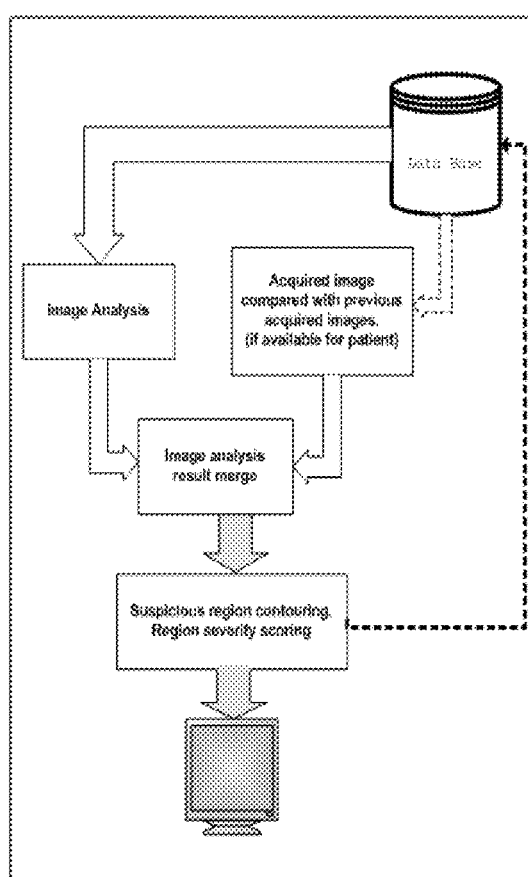 Data Base
Image Analysis
Acquired image
compared with previous
acquired images.
(if available for patient)
Image analysis
result merge
Suspicious region contouring.
Region severity scoring